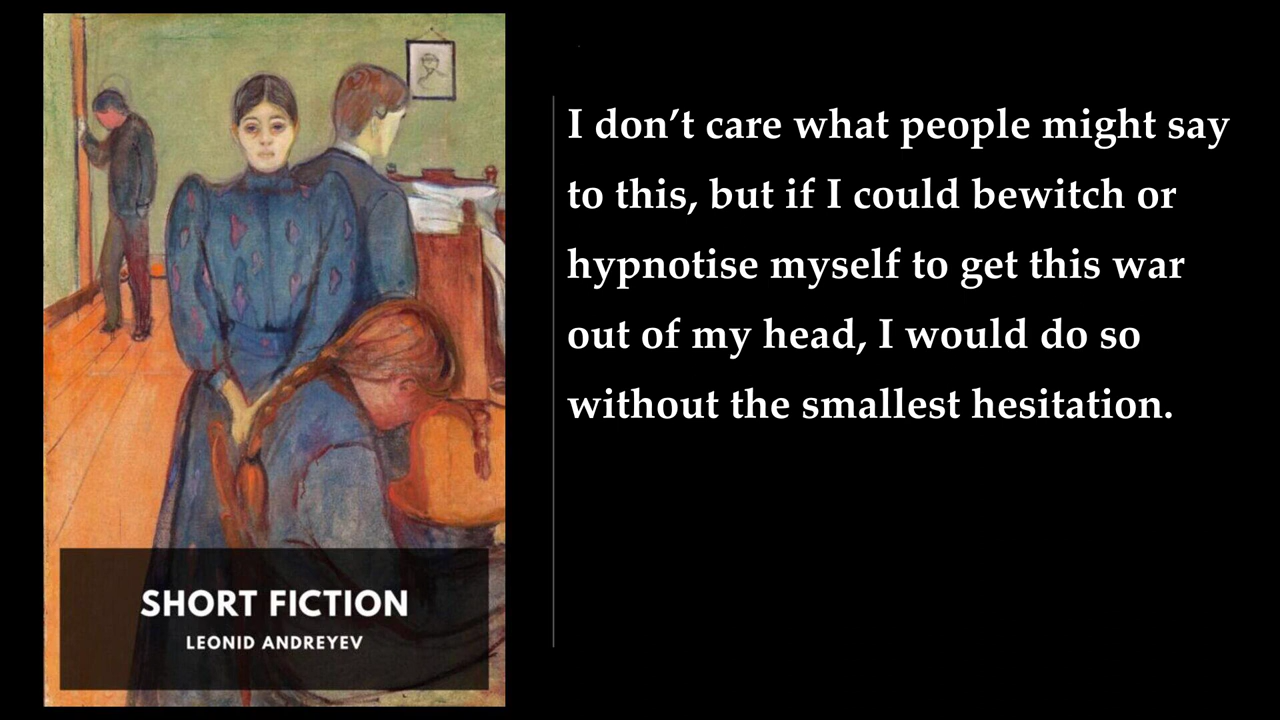 I don’t care what people might say
to this, but if I could bewitch or
hypnotise myself to get this war
out of my head, I would do so
without the smallest hesitation.
SHORT FICTION
LEONID ANDREYEV